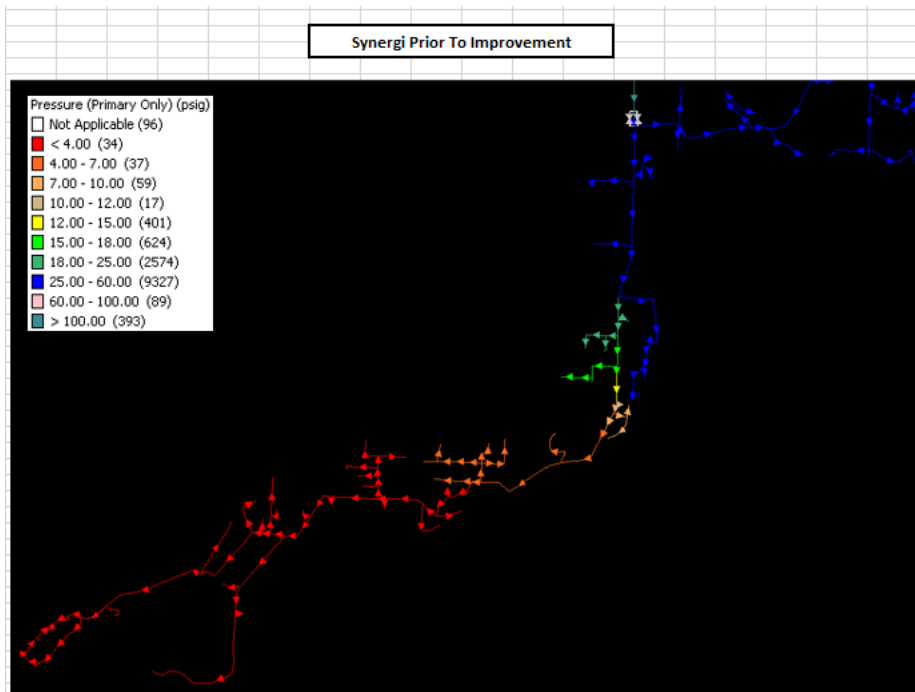 Synergi Prior To Improvement
Pressure (Primary Only) (psig)
Not Applicable (96)
< 4.00 (34)
4.00 - 7.00 (37)
7.00 - 10.00 (59)
10.00 - 12.00 (17)
12.00 - 15.00 (401)
15.00 - 18.00 (624)
18.00 - 25.00 (2574)
25.00 - 60.00 (9327)
60.00 - 100.00 (89)
> 100.00 (393)